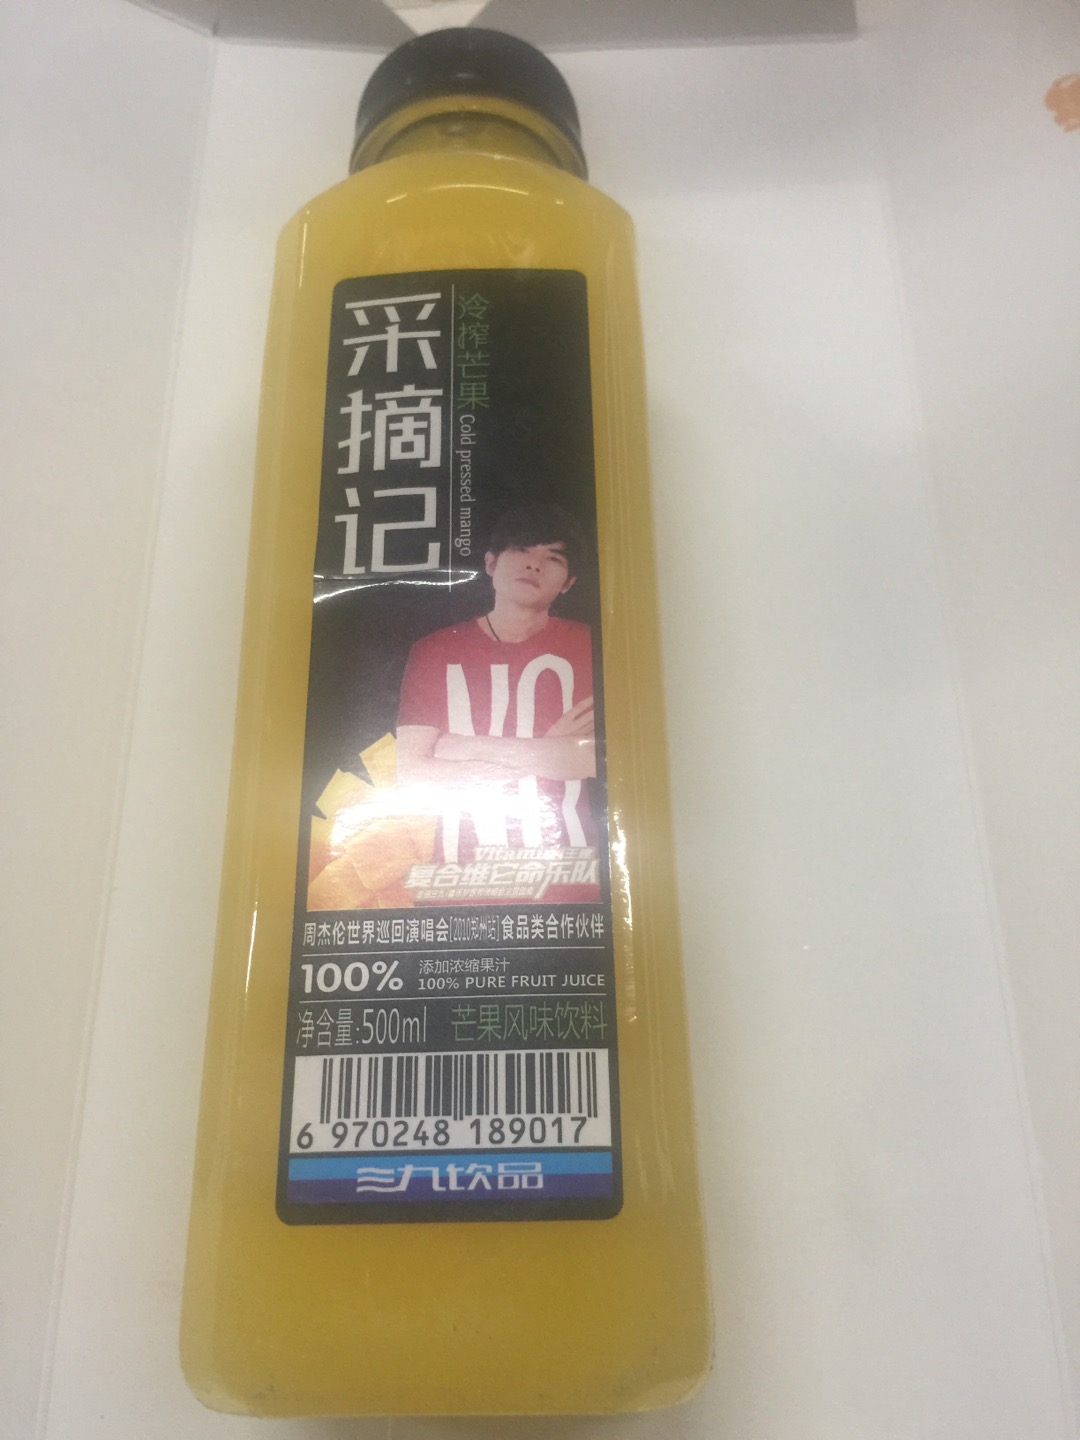 采摘记
冷榨芒果 Cold pressed mango
NO
Vitamin
复合维它命乐队
周杰伦世界巡回演唱会[2010郑州站]食品类合作伙伴
100% 添加浓缩果汁
100% PURE FRUIT JUICE
净含量:500ml 芒果风味饮料
6 970248 189017
三九饮品